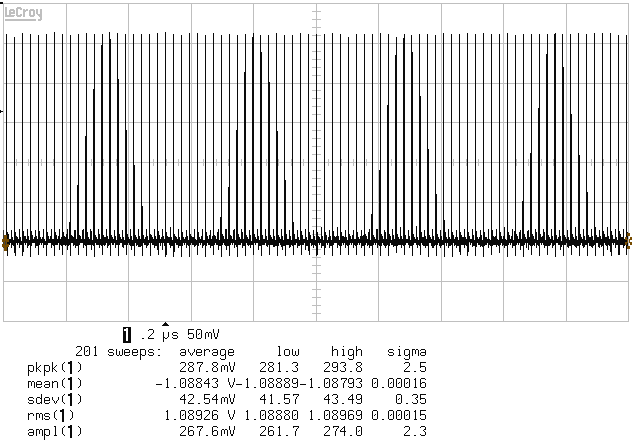 LeCroy
1 .2 µs 50mV
201 sweeps: average low high sigma
pkpk(1) 287.8mV 281.3 293.8 2.5
mean(1) -1.08843 V-1.08889-1.08793 0.00016
sdev(1) 42.54mV 41.57 43.49 0.35
rms(1) 1.08926 V 1.08880 1.08969 0.00015
ampl(1) 267.6mV 261.7 274.0 2.3